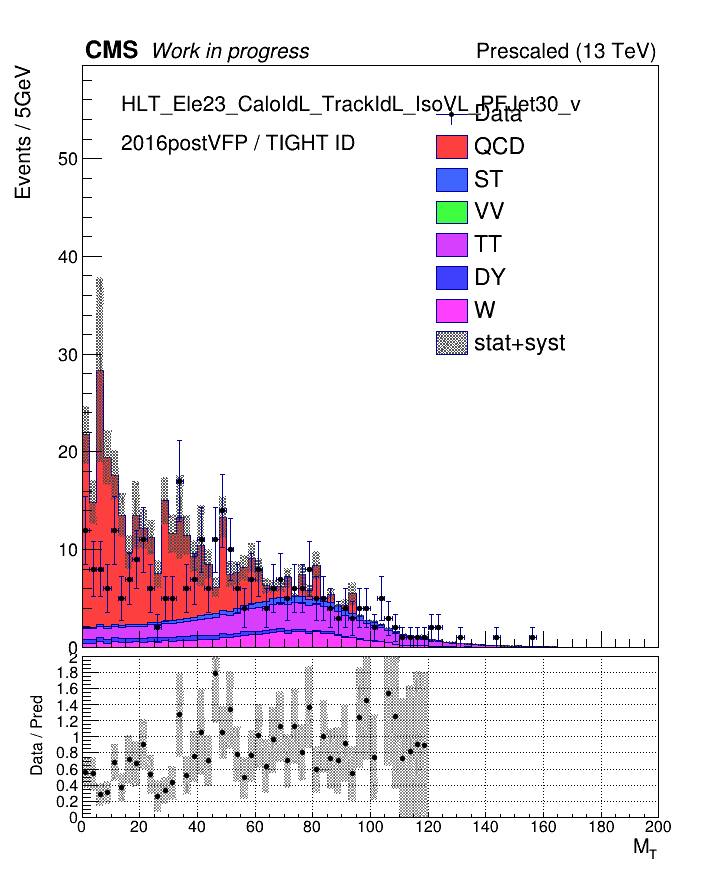 CMS Work in progress Prescaled (13 TeV)
Events / 5GeV
HLT_Ele23_CaloIdL_TrackIdL_IsoVL_PFJet30_v
2016postVFP / TIGHT ID
Data
QCD
ST
VV
TT
DY
W
stat+syst
50
40
30
20
10
0
Data / Pred
2
1.8
1.6
1.4
1.2
1
0.8
0.6
0.4
0.2
0
0 20 40 60 80 100 120 140 160 180 200
M_T